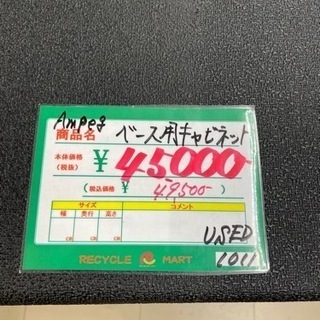 Ampeg
商品名 ベース用キャビネット
本体価格
(税抜) ¥ 45000
(税込価格 ¥ 49500)
サイズ コメント
幅 奥行 高さ
CM CM CM
USED
RECYCLE MART